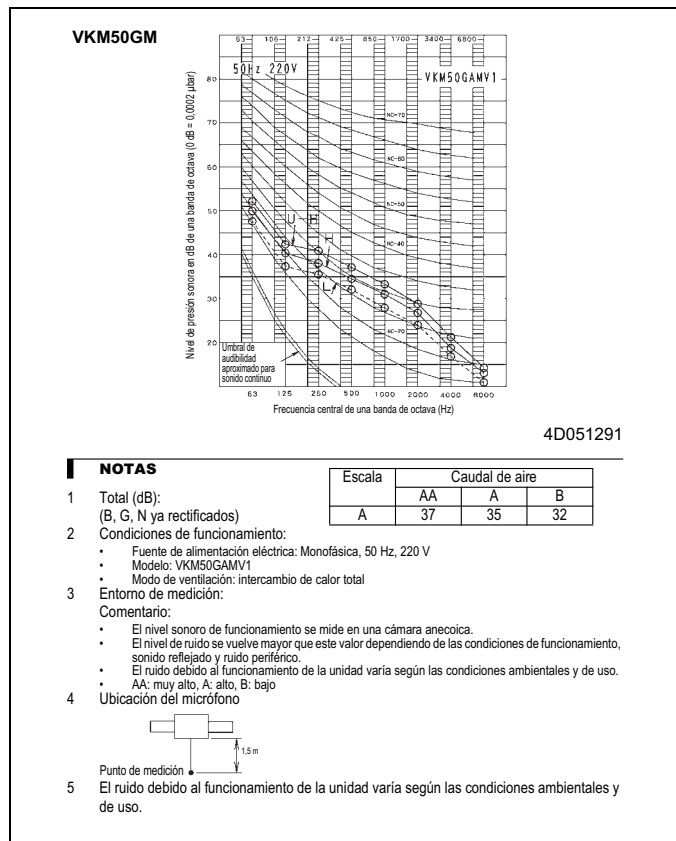 VKM50GM
53 106 212 425 850 1700 3400 6800
50Hz 220V
VKM50GAMV1
Nivel de presión sonora en dB de una banda de octava (0 dB = 0,0002 µbar)
80
70
60
50
40
30
20
NC-70
NC-60
NC-50
NC-40
NC-20
U H
H
L
Umbral de
audibilidad
aproximado para
sonido continuo
63 125 250 500 1000 2000 4000 8000
Frecuencia central de una banda de octava (Hz)
4D051291
NOTAS
1 Total (dB):
(B, G, N ya rectificados)
Escala Caudal de aire
AA A B
A 37 35 32
2 Condiciones de funcionamiento:
• Fuente de alimentación eléctrica: Monofásica, 50 Hz, 220 V
• Modelo: VKM50GAMV1
• Modo de ventilación: intercambio de calor total
3 Entorno de medición:
Comentario:
• El nivel sonoro de funcionamiento se mide en una cámara anecoica.
• El nivel de ruido se vuelve mayor que este valor dependiendo de las condiciones de funcionamiento,
sonido reflejado y ruido periférico.
• El ruido debido al funcionamiento de la unidad varía según las condiciones ambientales y de uso.
• AA: muy alto, A: alto, B: bajo
4 Ubicación del micrófono
1,5 m
Punto de medición
5 El ruido debido al funcionamiento de la unidad varía según las condiciones ambientales y
de uso.